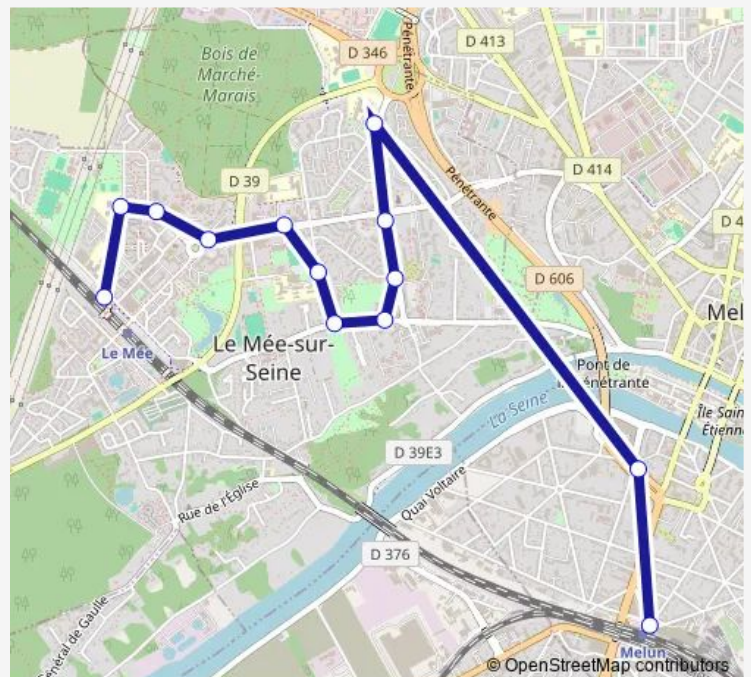 Bois de
Marché-
Marais
D 346
Pénétrante
D 413
D 39
Pénétrante
D 414
D 4
D 606
Mel
Le Mée
Le Mée-sur-
Seine
La Seine
Pont de
Pénétrante
Île Sain
Étienn
D 39E3
Quai Voltaire
Rue de l'Église
D 376
énéral de Gaulle
Melun
© OpenStreetMap contributors